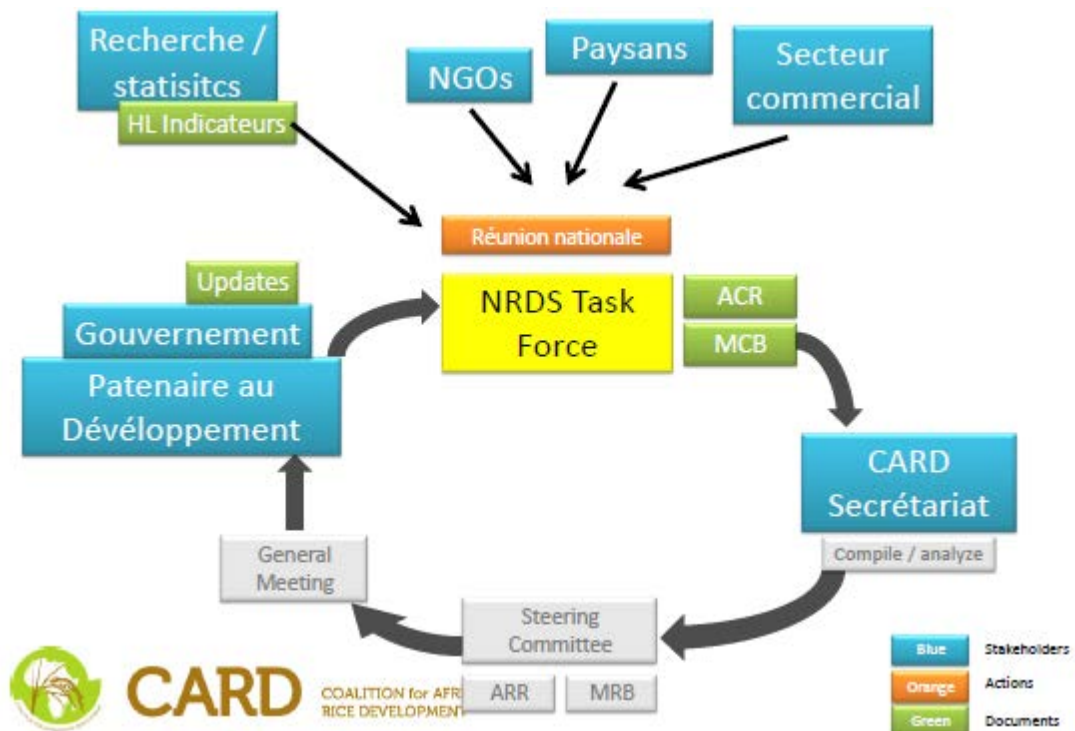 Recherche /
statisitcs
HL Indicateurs
NGOs
Paysans
Secteur
commercial
Réunion nationale
Updates
Gouvernement
Patenaire au
Dévéloppement
NRDS Task
Force
ACR
MCB
CARD
Secrétariat
Compile / analyze
General
Meeting
Steering
Committee
ARR
MRB
CARD
COALITION for AFRI
RICE DEVELOPMENT
Blue
Stakeholders
Orange
Actions
Green
Documents